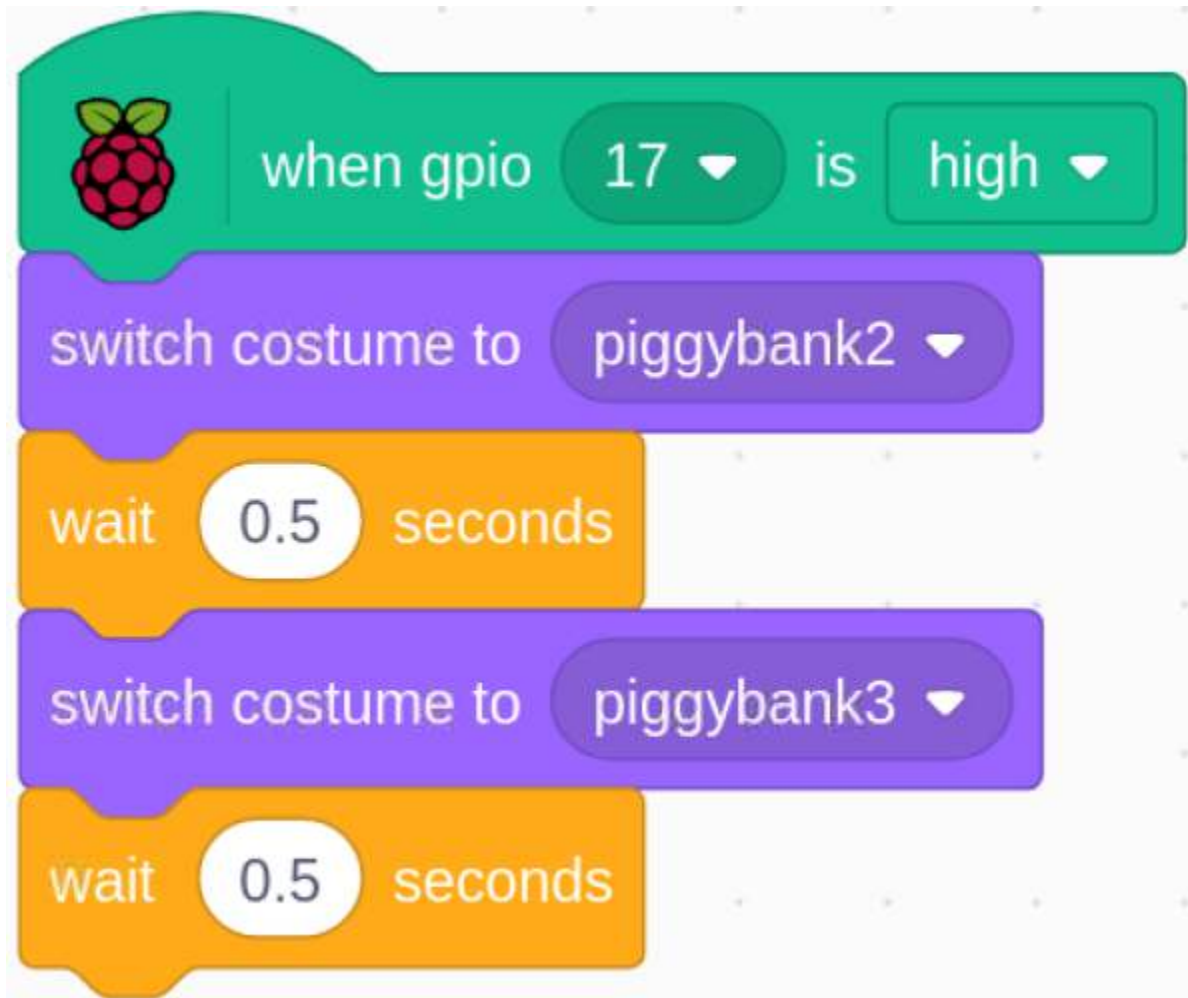 when gpio 17 is high
switch costume to piggybank2
wait 0.5 seconds
switch costume to piggybank3
wait 0.5 seconds